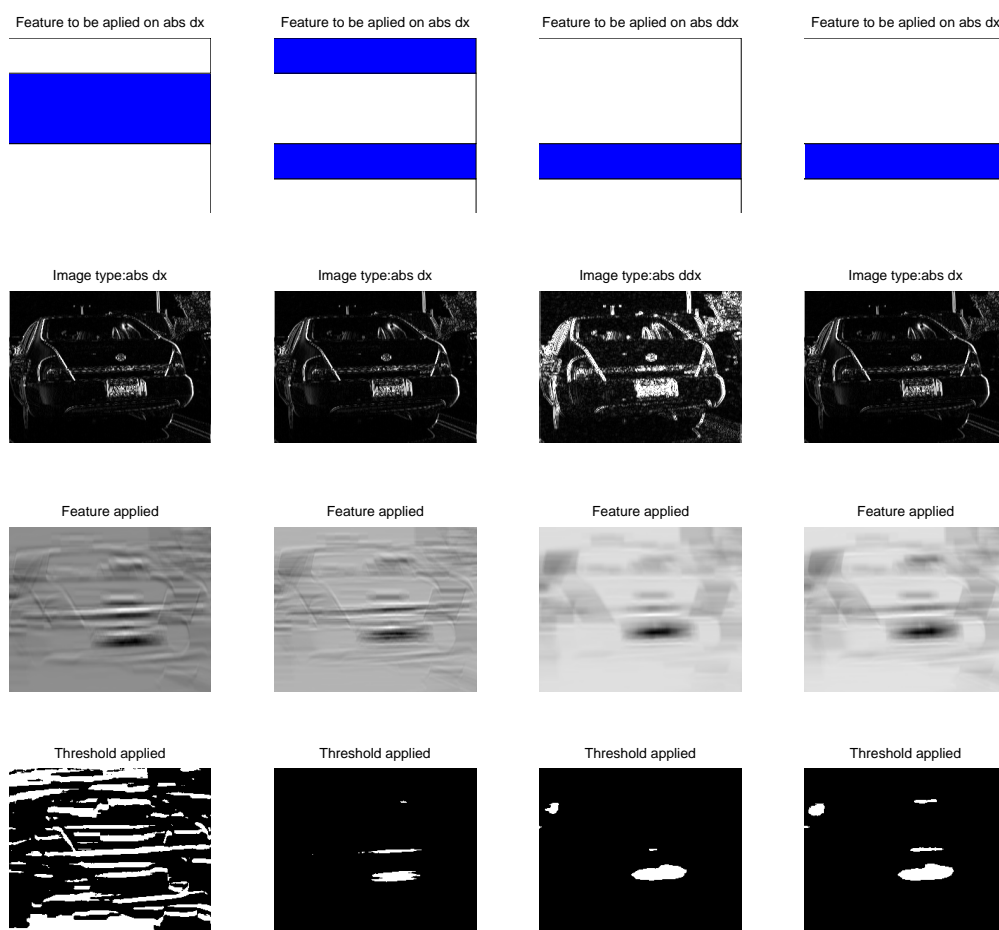 Feature to be aplied on abs dx
Feature to be aplied on abs dx
Feature to be aplied on abs ddx
Feature to be aplied on abs dx
Image type:abs dx
Image type:abs dx
Image type:abs ddx
Image type:abs dx
Feature applied
Feature applied
Feature applied
Feature applied
Threshold applied
Threshold applied
Threshold applied
Threshold applied